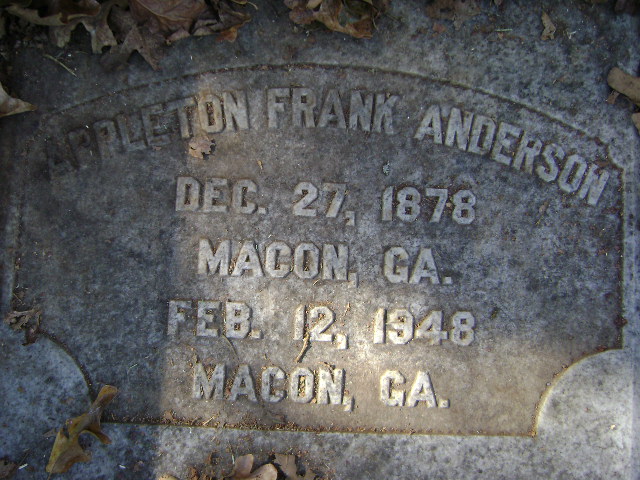 APPLETON FRANK ANDERSON
DEC. 27, 1878
MACON, GA.
FEB. 12, 1948
MACON, GA.